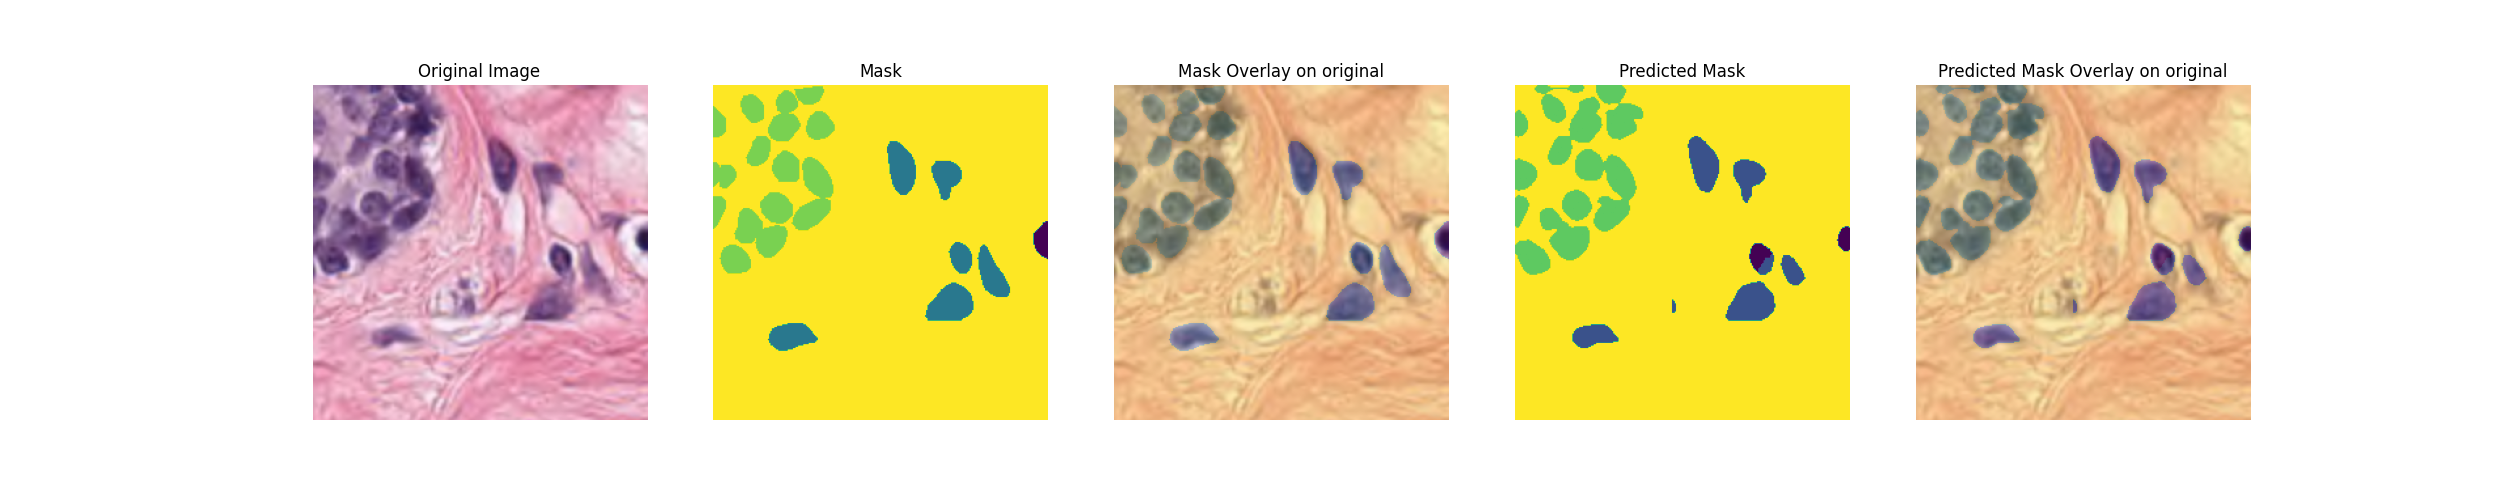 Original Image
Mask
Mask Overlay on original
Predicted Mask
Predicted Mask Overlay on original